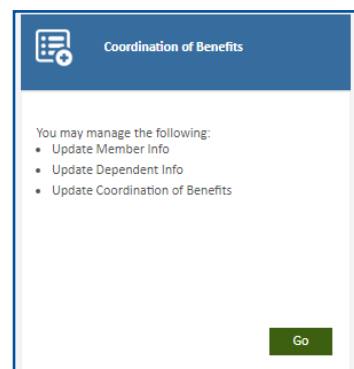 Coordination of Benefits
You may manage the following:
• Update Member Info
• Update Dependent Info
• Update Coordination of Benefits
Go